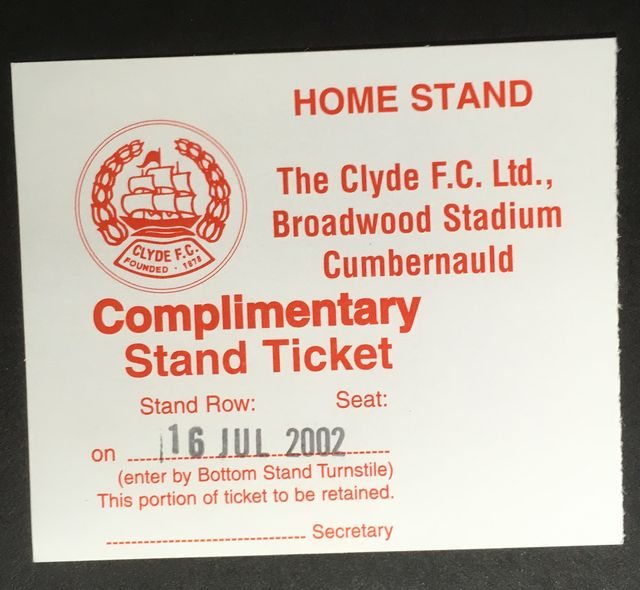 HOME STAND
The Clyde F.C. Ltd.,
Broadwood Stadium
Cumbernauld
CLYDE F.C.
FOUNDED · 1878
Complimentary
Stand Ticket
Stand Row: Seat:
on 16 JUL 2002
(enter by Bottom Stand Turnstile)
This portion of ticket to be retained.
Secretary